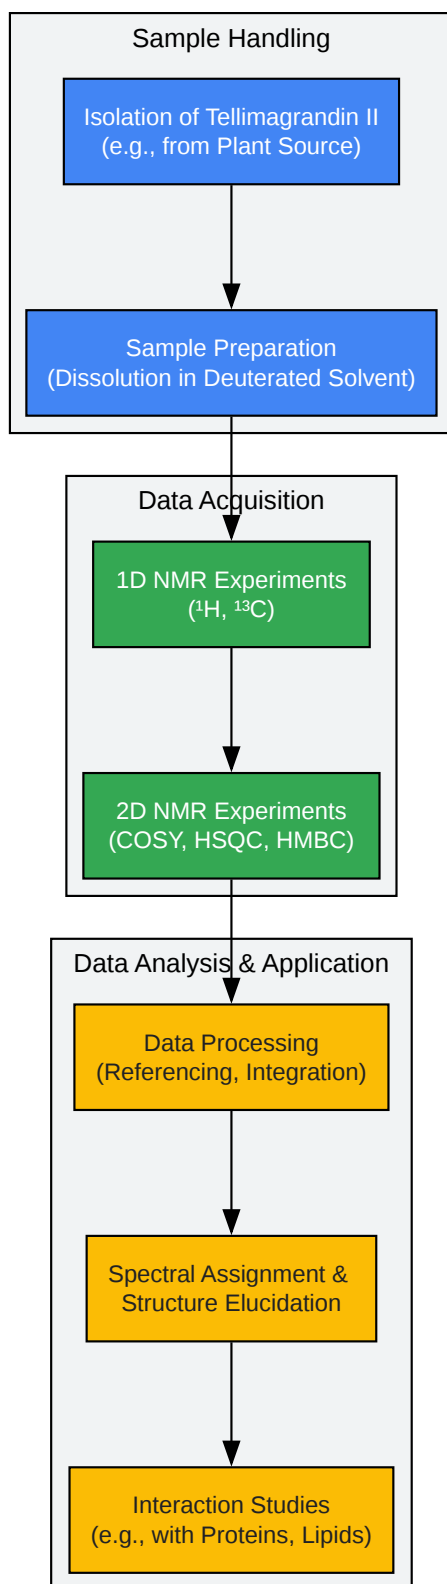 Sample Handling
Isolation of Tellimagrandin II
(e.g., from Plant Source)
Sample Preparation
(Dissolution in Deuterated Solvent)
Data Acquisition
1D NMR Experiments
(¹H, ¹³C)
2D NMR Experiments
(COSY, HSQC, HMBC)
Data Analysis & Application
Data Processing
(Referencing, Integration)
Spectral Assignment &
Structure Elucidation
Interaction Studies
(e.g., with Proteins, Lipids)